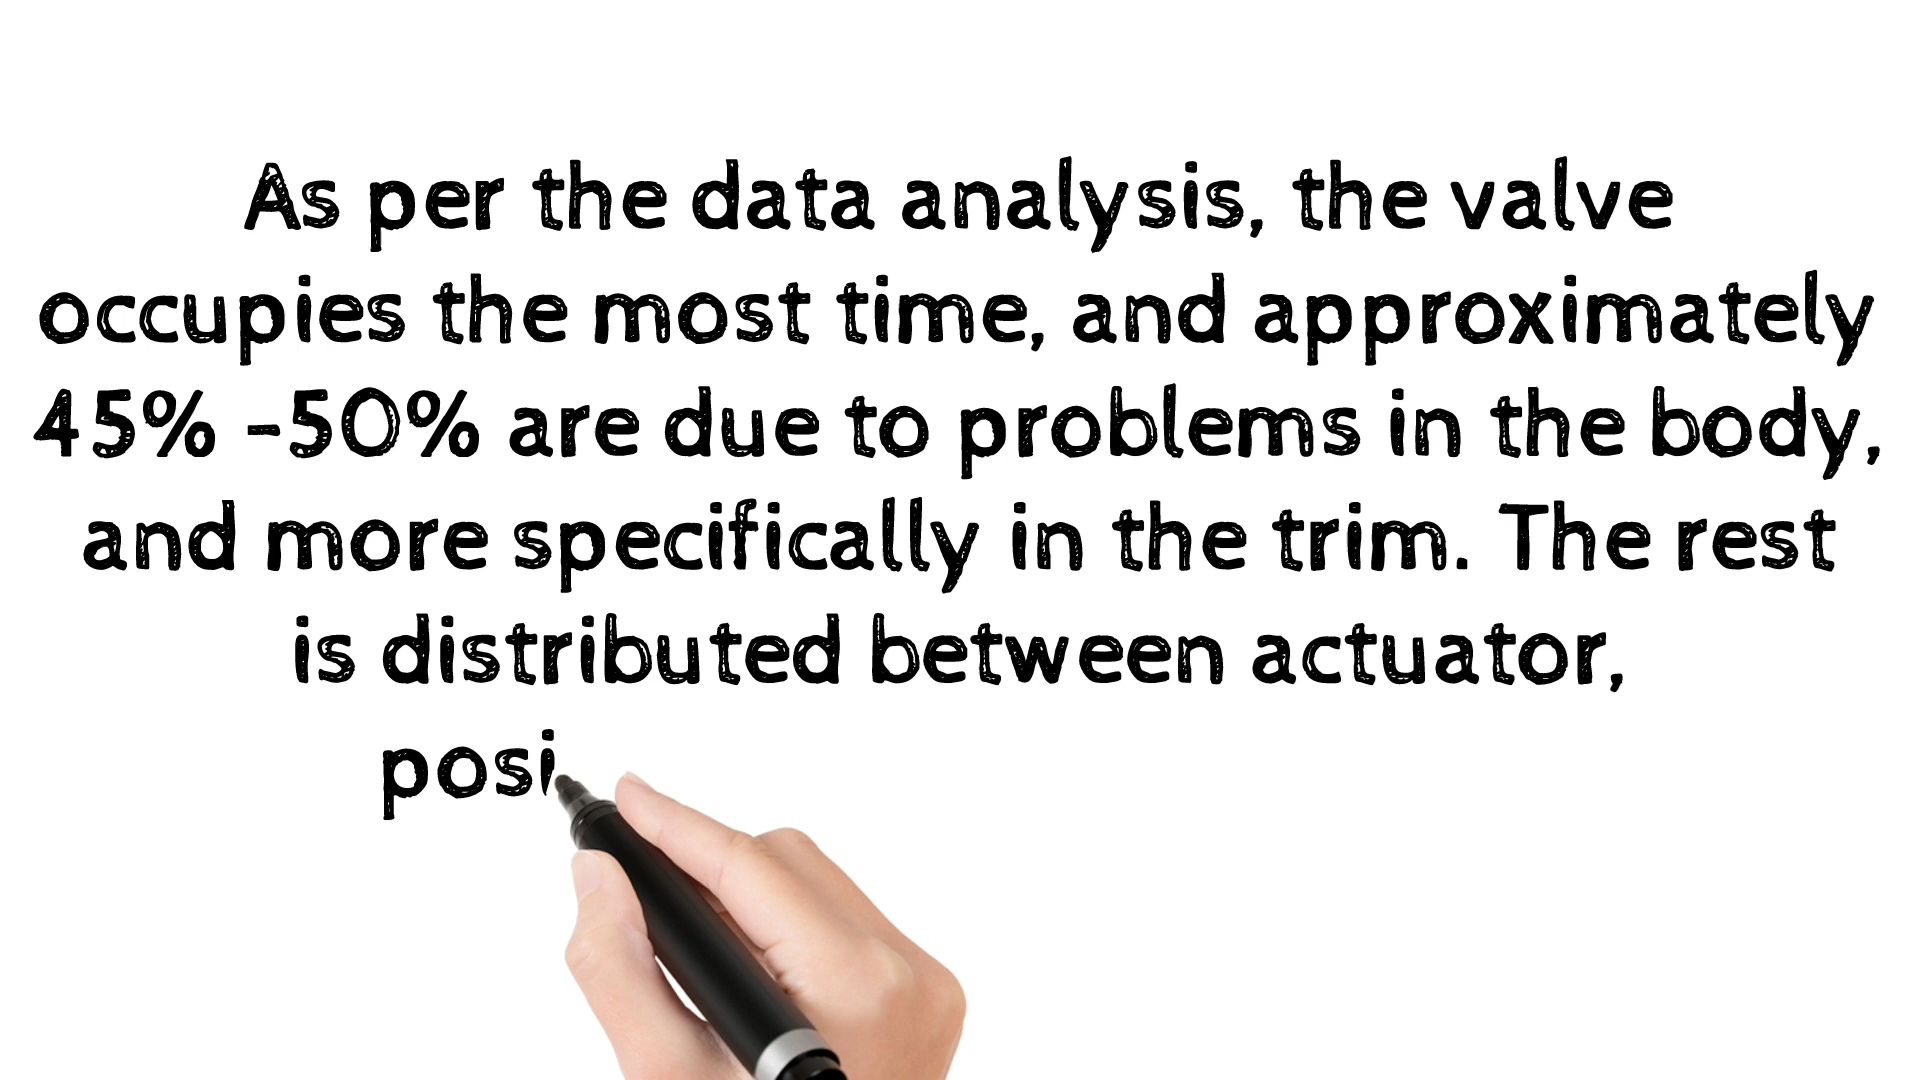 As per the data analysis, the valve
occupies the most time, and approximately
45% -50% are due to problems in the body,
and more specifically in the trim. The rest
is distributed between actuator,
posi